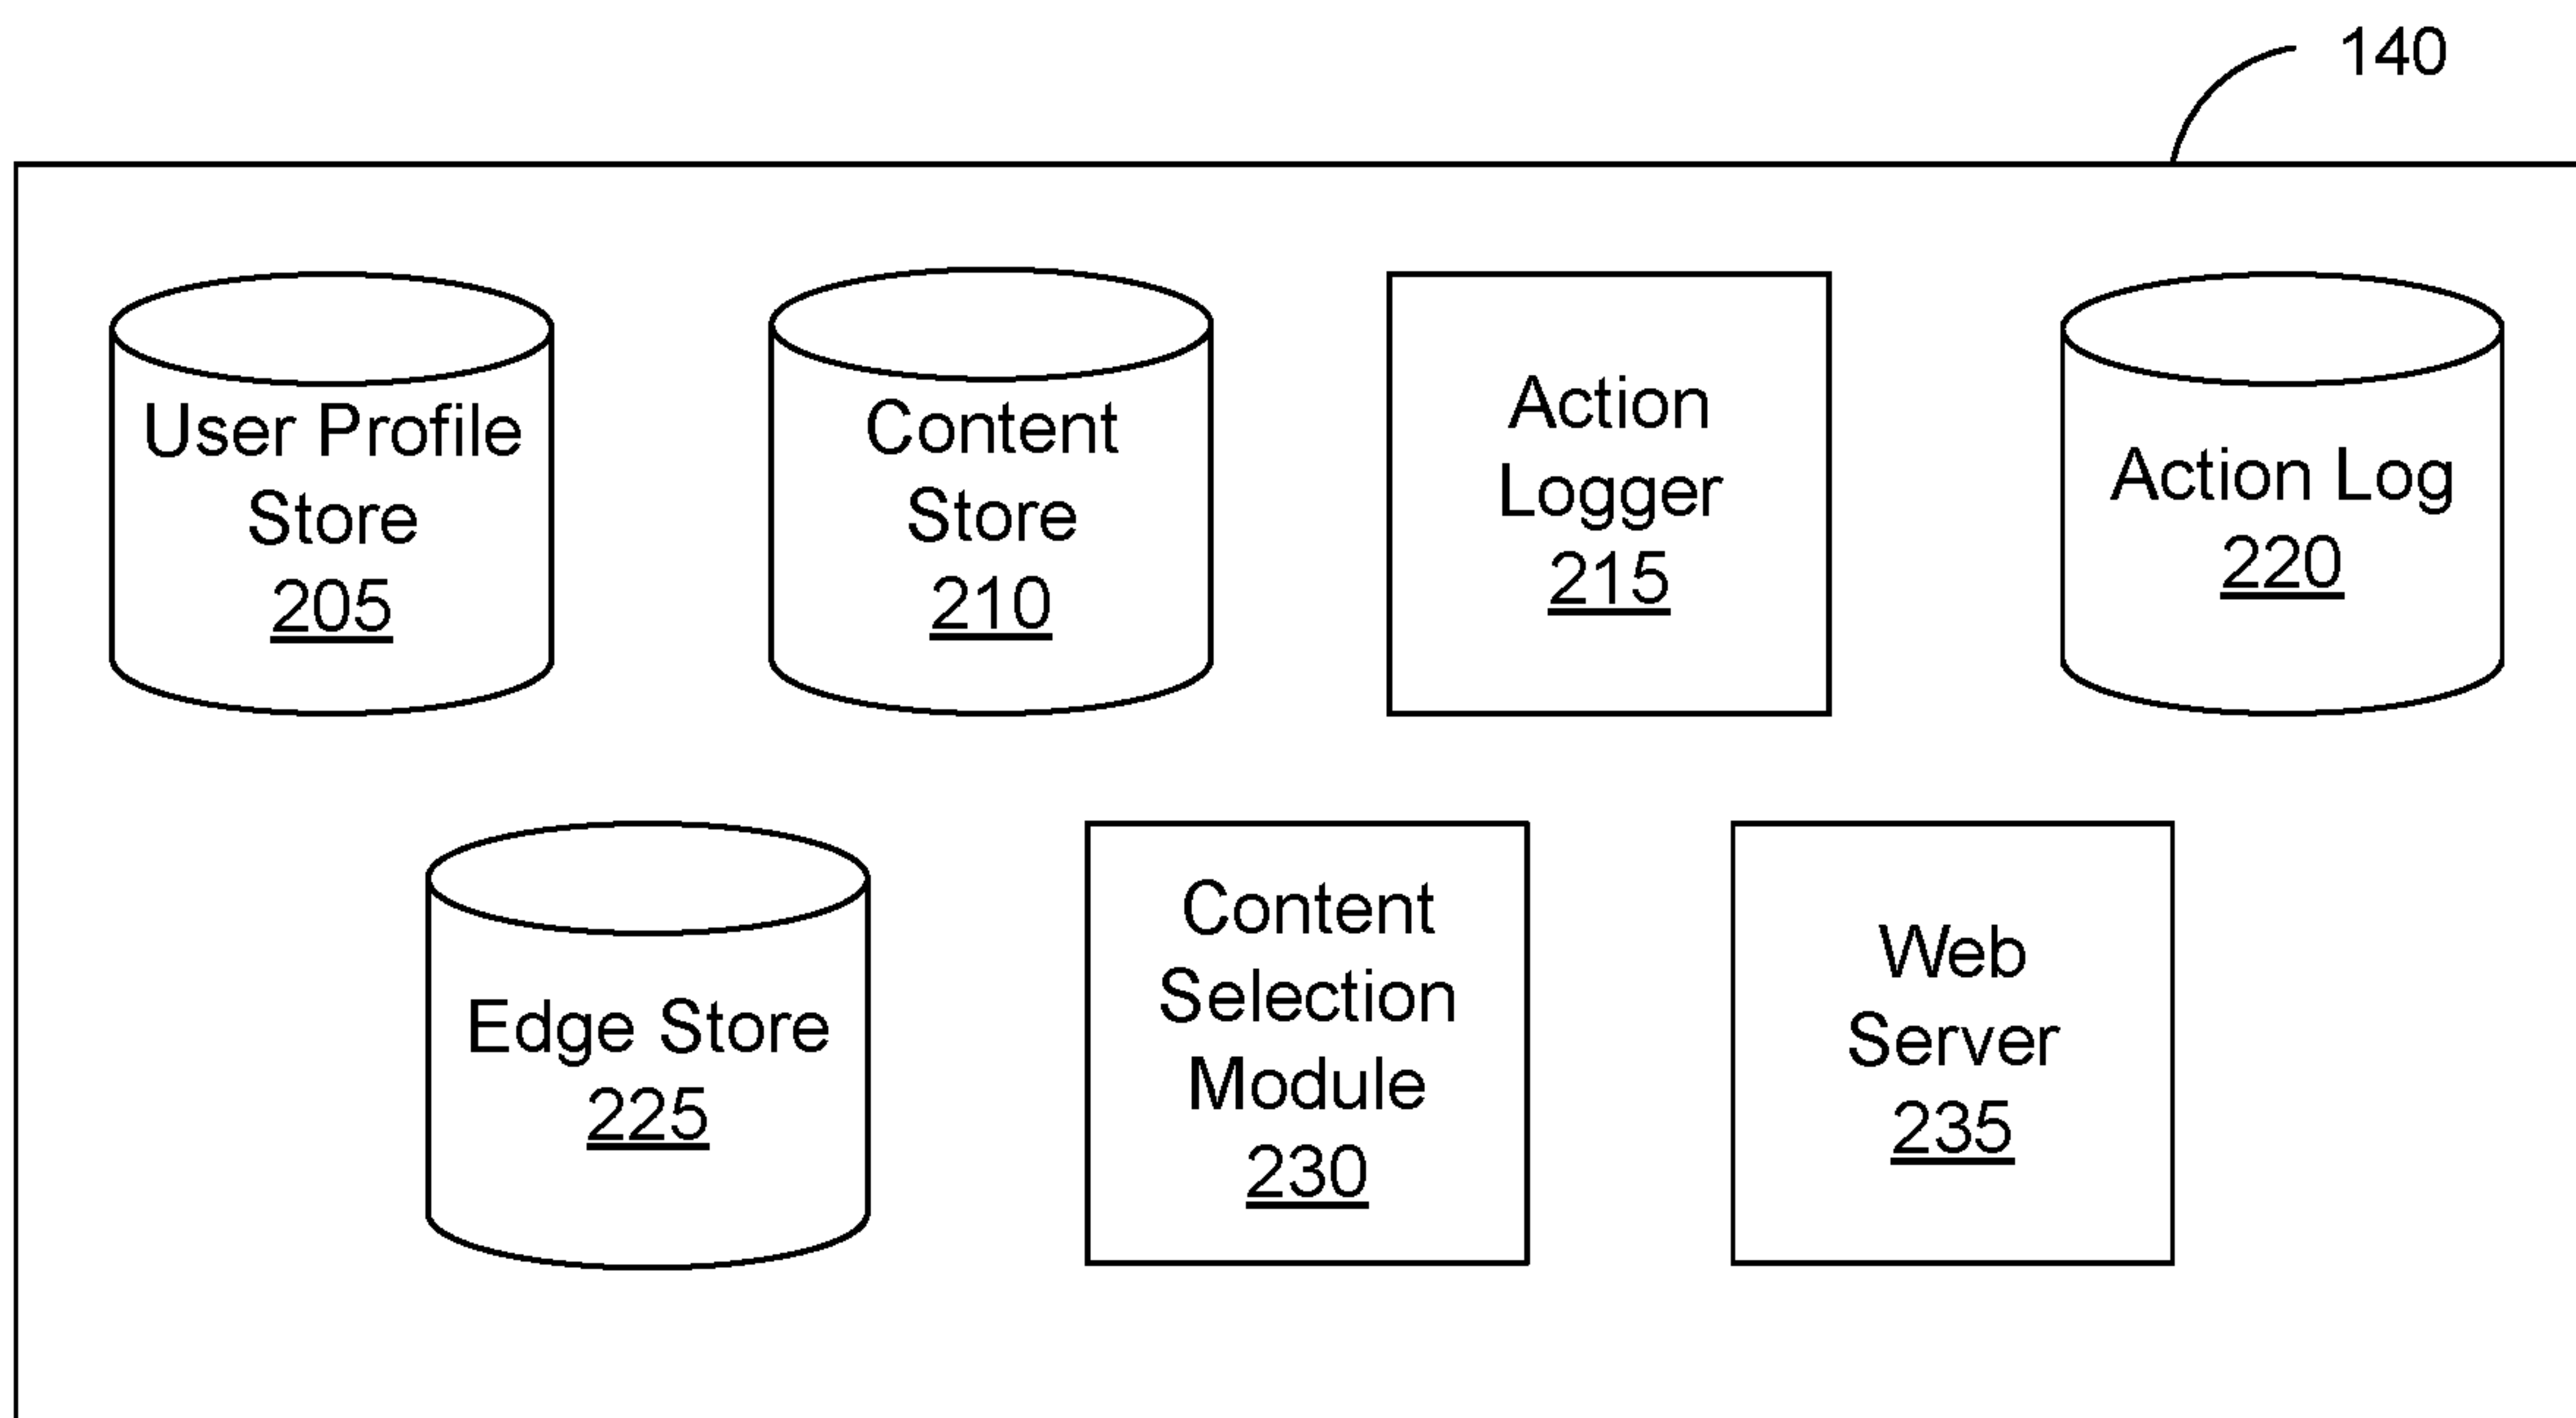 140
User Profile
Store
205
Content
Store
210
Action
Logger
215
Action Log
220
Edge Store
225
Content
Selection
Module
230
Web
Server
235